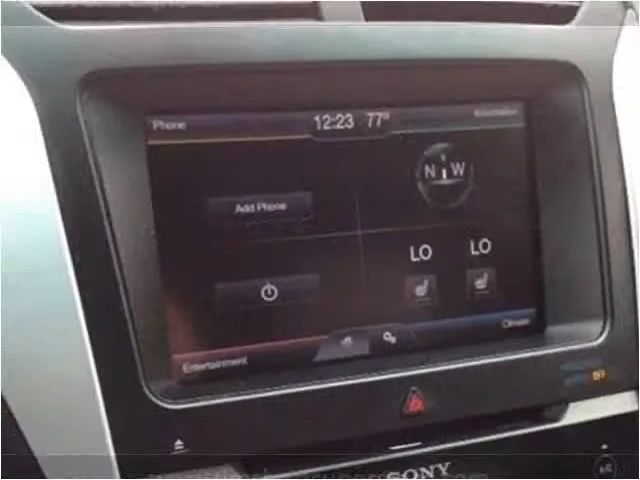 Phone 12:23 77° Information
N W
Add Phone
LO LO
Entertainment Climate
SONY